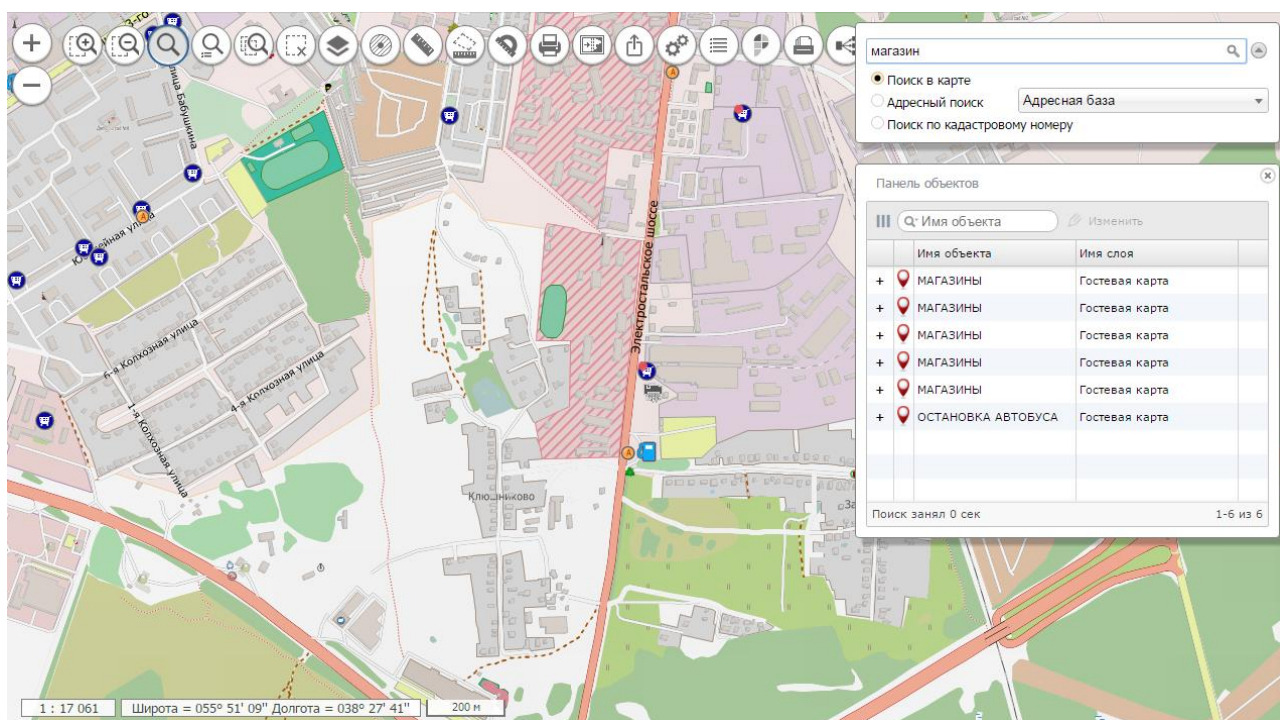 магазин
Поиск в карте
Адресный поиск
Адресная база
Поиск по кадастровому номеру
Панель объектов
Имя объекта
Изменить
Имя объекта Имя слоя
+ МАГАЗИНЫ Гостевая карта
+ МАГАЗИНЫ Гостевая карта
+ МАГАЗИНЫ Гостевая карта
+ МАГАЗИНЫ Гостевая карта
+ МАГАЗИНЫ Гостевая карта
+ ОСТАНОВКА АВТОБУСА Гостевая карта
Поиск занял 0 сек 1-6 из 6
улица Бабушкина
6-я Колхозная улица
4-я Колхозная улица
1-я Колхозная улица
Электростальское шоссе
Клюшниково
1 : 17 061 Широта = 055° 51' 09" Долгота = 038° 27' 41" 200 м